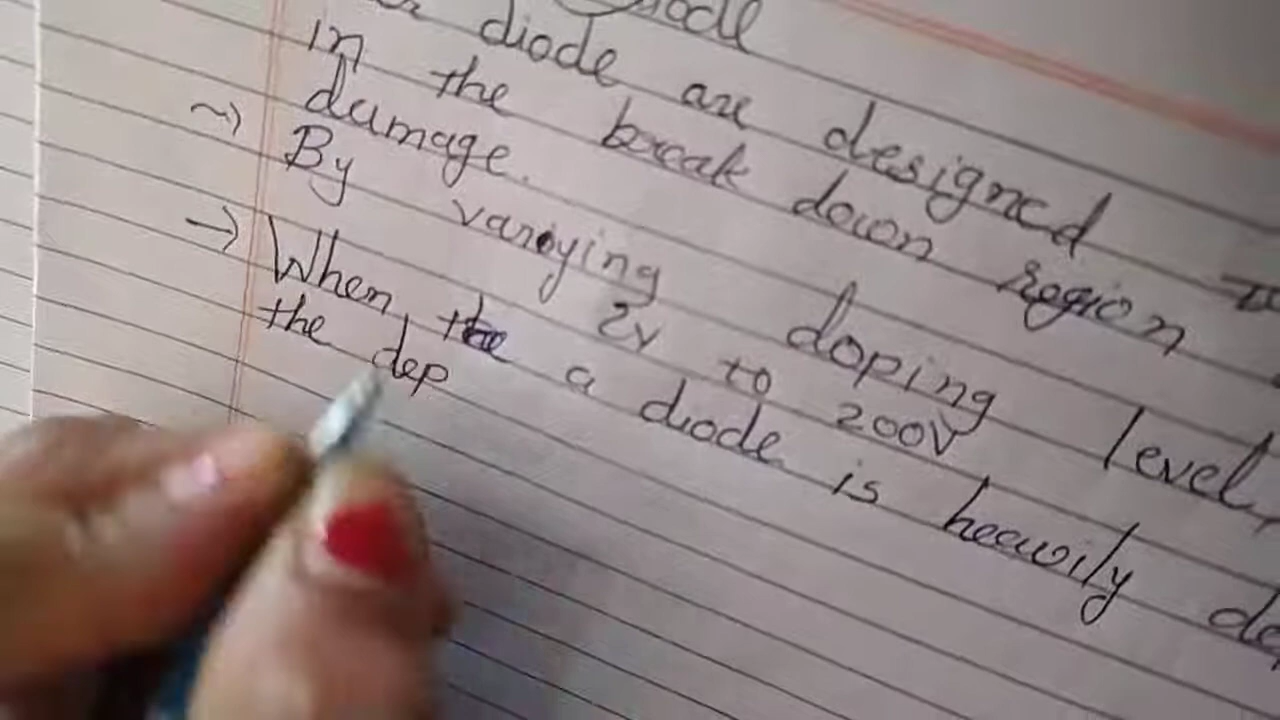 Diode
diode are designed
in the break down region
damage.
~) By varying doping level,
2v to 200V
→) When, the a diode is heavily
the dep